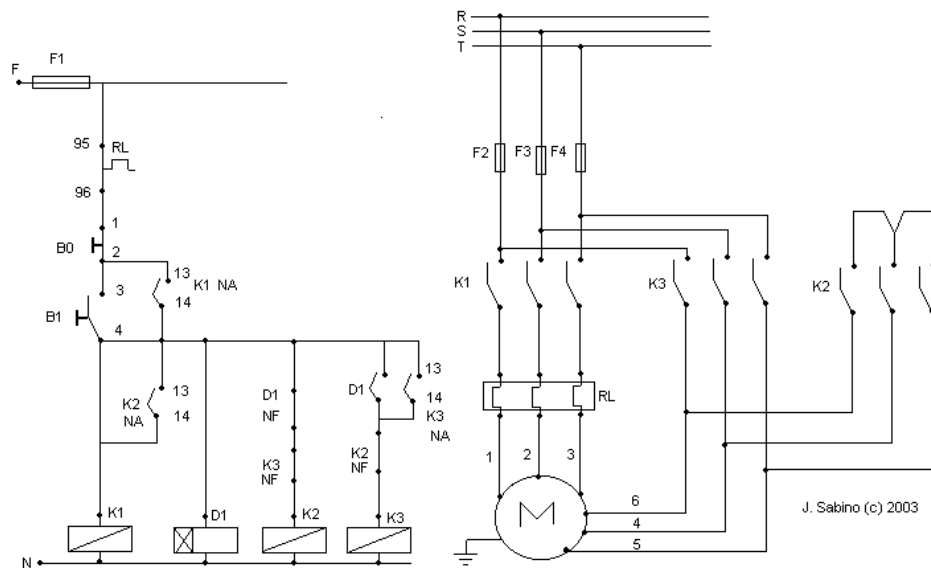 F
F1
95
RL
96
1
B0
2
13
K1 NA
14
3
B1
4
13
K2
14
NA
D1
NF
K3
NF
D1
13
14
K3
NA
K2
NF
K1
D1
K2
K3
N
R
S
T
F2
F3
F4
K1
K3
K2
RL
1
2
3
M
6
4
5
J. Sabino (c) 2003